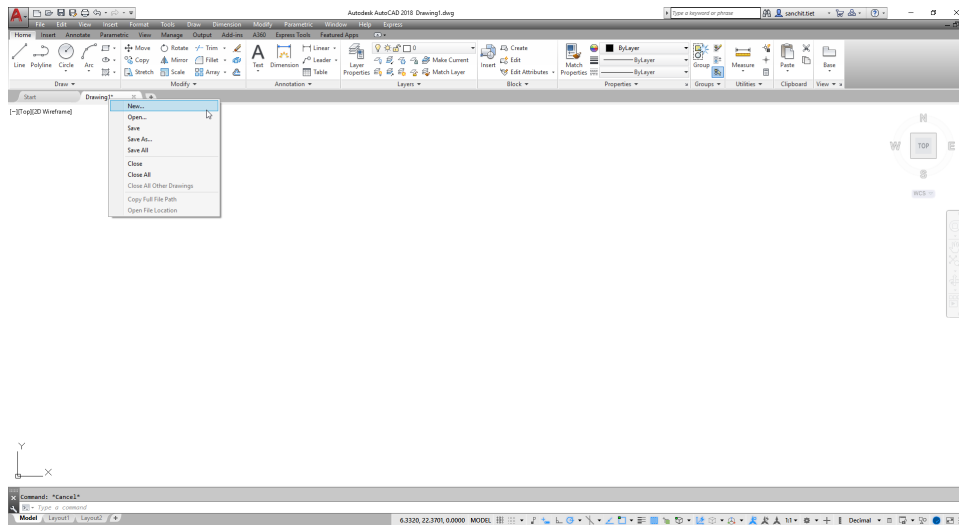 Autodesk AutoCAD 2018 Drawing1.dwg
Type a keyword or phrase
sanchit.tiet
File Edit View Insert Format Tools Draw Dimension Modify Parametric Window Help Express
Home Insert Annotate Parametric View Manage Output Add-ins A360 Express Tools Featured Apps
Line Polyline Circle Arc
Move Rotate Trim
Copy Mirror Fillet
Stretch Scale Array
Text Dimension
Linear
Leader
Table
Layer Properties
0
Make Current
Match Layer
Insert
Create
Edit
Edit Attributes
Match Properties
ByLayer
ByLayer
ByLayer
Group
Measure
Paste
Base
Draw Modify Annotation Layers Block Properties Groups Utilities Clipboard View
Start Drawing1*
[−][Top][2D Wireframe]
New...
Open...
Save
Save As...
Save All
Close
Close All
Close All Other Drawings
Copy Full File Path
Open File Location
N
W TOP E
S
WCS
Y
X
Command: *Cancel*
Type a command
Model Layout1 Layout2 +
6.3320, 22.3701, 0.0000 MODEL 1:1 Decimal